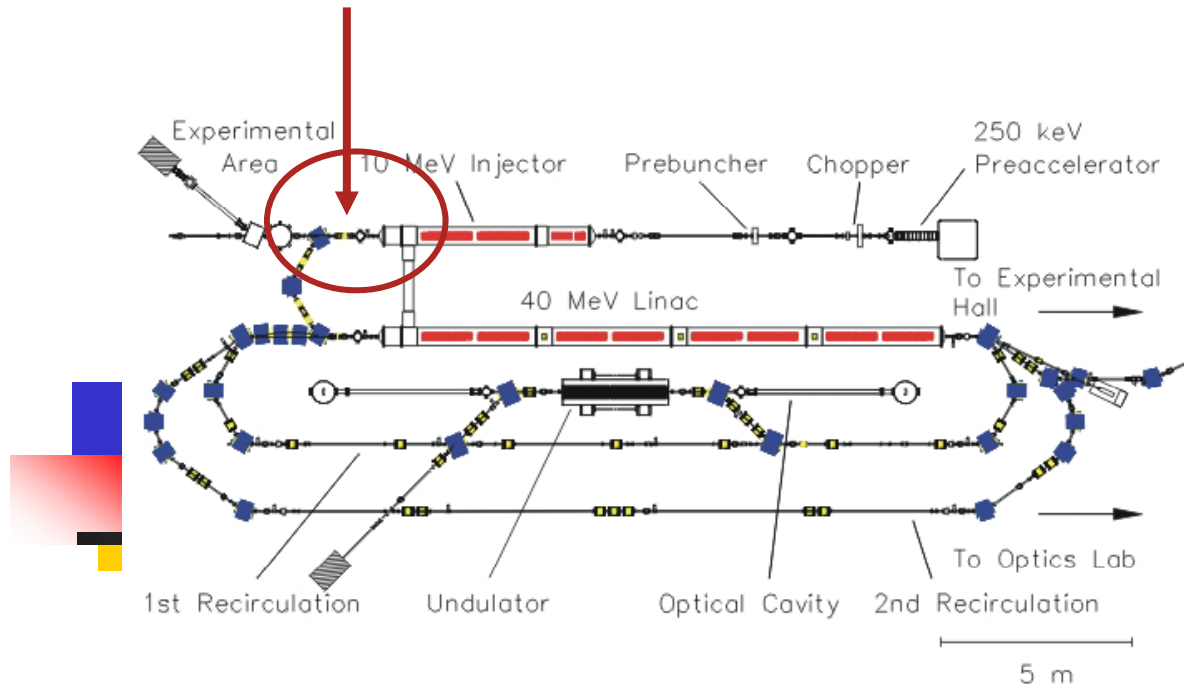 Experimental
Area
10 MeV Injector
Prebuncher
Chopper
250 keV
Preaccelerator
40 MeV Linac
To Experimental
Hall
To Optics Lab
1st Recirculation
Undulator
Optical Cavity
2nd Recirculation
5 m